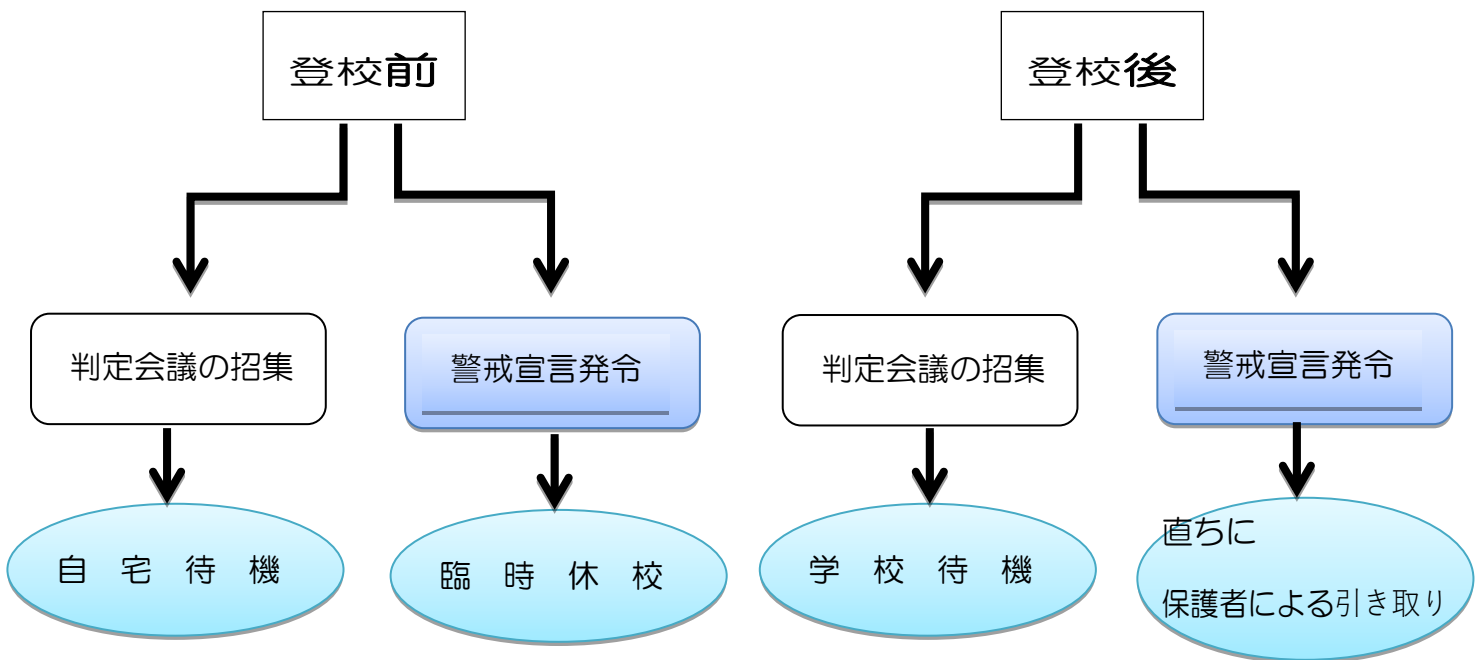 登校前
登校後
判定会議の招集
警戒宣言発令
判定会議の招集
警戒宣言発令
自宅待機
臨時休校
学校待機
直ちに
保護者による引き取り